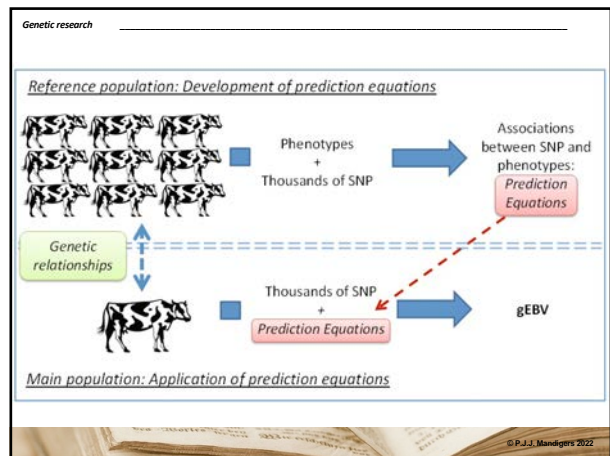 Genetic research
Reference population: Development of prediction equations
Phenotypes
+
Thousands of SNP
Associations
between SNP and
phenotypes:
Prediction
Equations
Genetic
relationships
Thousands of SNP
+
Prediction Equations
gEBV
Main population: Application of prediction equations
© P.J.J. Mandigers 2022